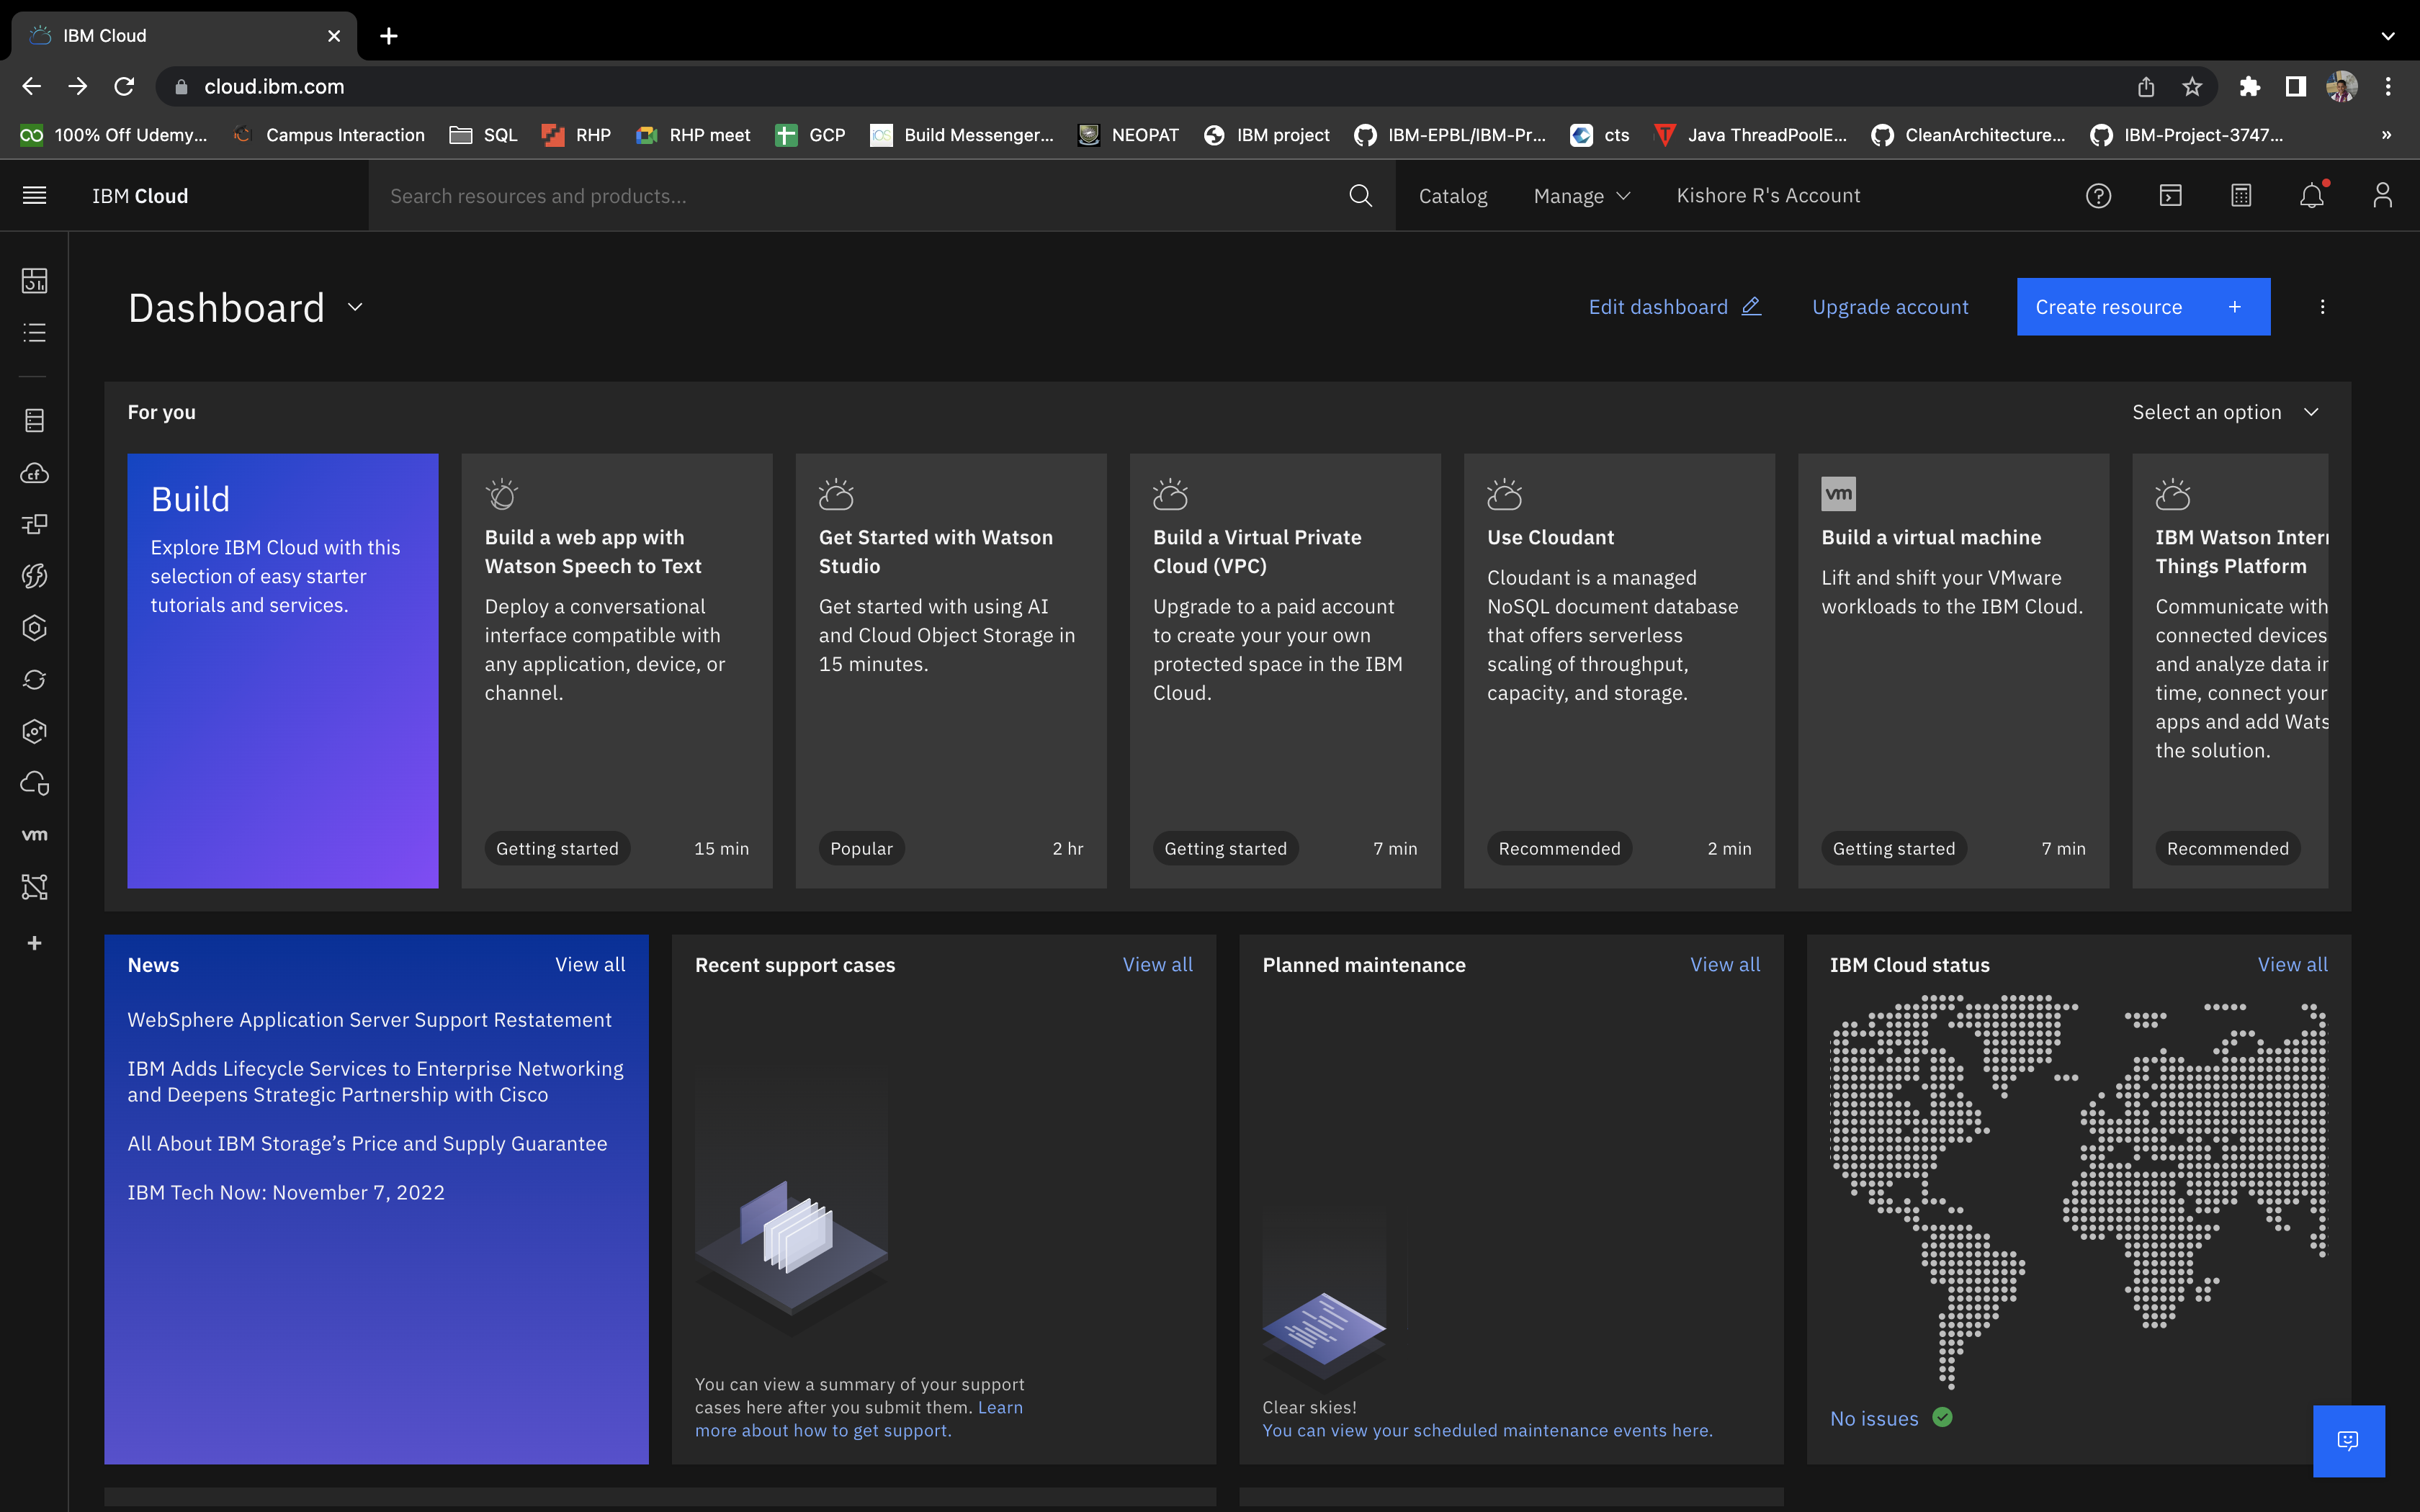 IBM Cloud
cloud.ibm.com
100% Off Udemy...
Campus Interaction
SQL
RHP
RHP meet
GCP
Build Messenger...
NEOPAT
IBM project
IBM-EPBL/IBM-Pr...
cts
Java ThreadPoolE...
CleanArchitecture...
IBM-Project-3747...
»
IBM Cloud
Search resources and products...
Catalog
Manage
Kishore R's Account
Dashboard
Edit dashboard
Upgrade account
Create resource +
For you
Select an option
Build
Explore IBM Cloud with this
selection of easy starter
tutorials and services.
Build a web app with
Watson Speech to Text
Deploy a conversational
interface compatible with
any application, device, or
channel.
Getting started
15 min
Get Started with Watson
Studio
Get started with using AI
and Cloud Object Storage in
15 minutes.
Popular
2 hr
Build a Virtual Private
Cloud (VPC)
Upgrade to a paid account
to create your your own
protected space in the IBM
Cloud.
Getting started
7 min
Use Cloudant
Cloudant is a managed
NoSQL document database
that offers serverless
scaling of throughput,
capacity, and storage.
Recommended
2 min
vm
Build a virtual machine
Lift and shift your VMware
workloads to the IBM Cloud.
Getting started
7 min
IBM Watson Inter
Things Platform
Communicate with
connected devices
and analyze data in
time, connect your
apps and add Wats
the solution.
Recommended
cf
vm
News
View all
WebSphere Application Server Support Restatement
IBM Adds Lifecycle Services to Enterprise Networking
and Deepens Strategic Partnership with Cisco
All About IBM Storage’s Price and Supply Guarantee
IBM Tech Now: November 7, 2022
Recent support cases
View all
You can view a summary of your support
cases here after you submit them. Learn
more about how to get support.
Planned maintenance
View all
Clear skies!
You can view your scheduled maintenance events here.
IBM Cloud status
View all
No issues